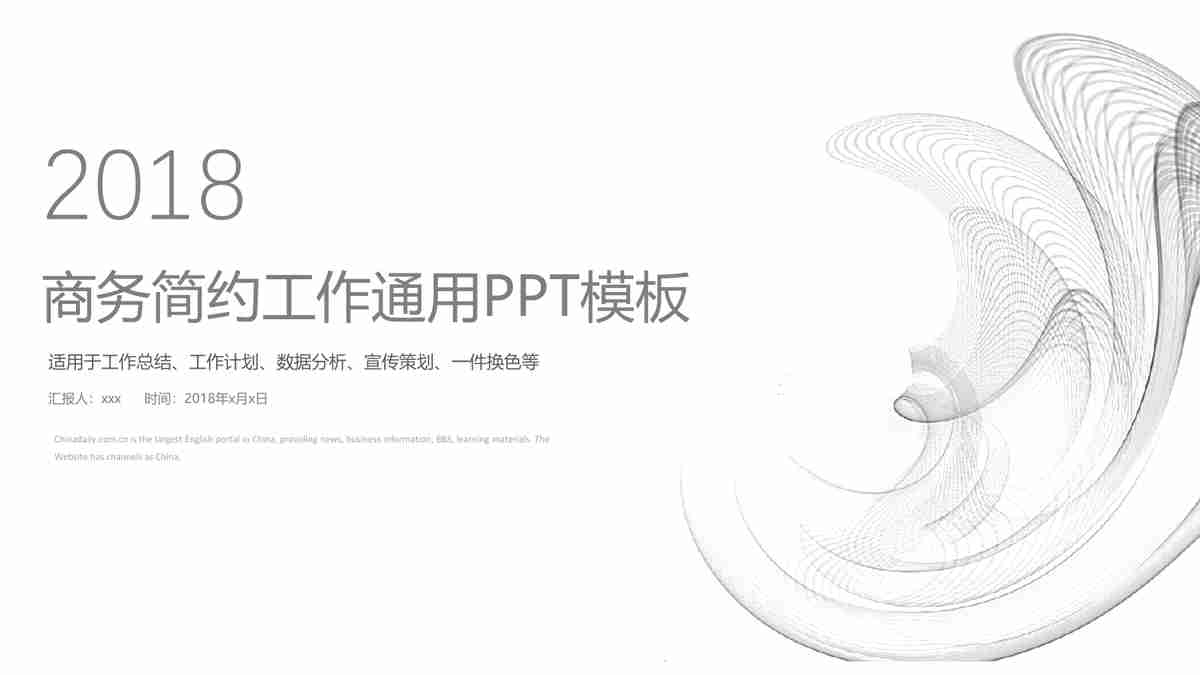 2018
商务简约工作通用PPT模板
适用于工作总结、工作计划、数据分析、宣传策划、一件换色等
汇报人：xxx 时间：2018年x月x日
Chinadaily.com.cn is the largest English portal in China, providing news, business information, BBS, learning materials. The
Website has channels as China,